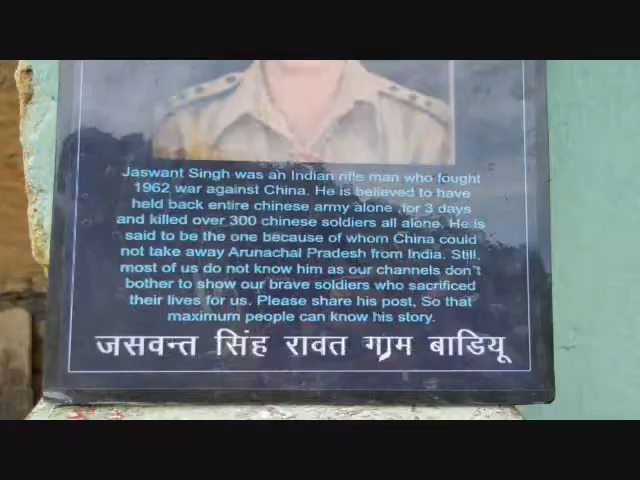 Jaswant Singh was an Indian rifle man who fought
1962 war against China. He is believed to have
held back entire chinese army alone ,for 3 days
and killed over 300 chinese soldiers all alone. He is
said to be the one because of whom China could
not take away Arunachal Pradesh from India. Still,
most of us do not know him as our channels don't
bother to show our brave soldiers who sacrificed
their lives for us. Please share his post, So that
maximum people can know his story.
जसवन्त सिंह रावत ग्राम बाडियू